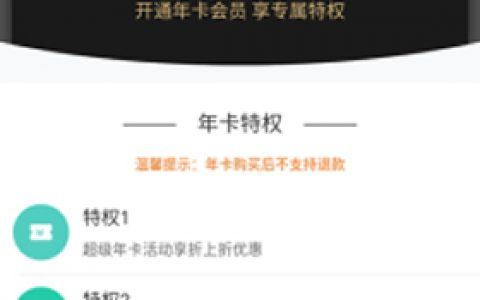 开通年卡会员 享专属特权
年卡特权
温馨提示：年卡购买后不支持退款
特权1
超级年卡活动享折上折优惠
特权2